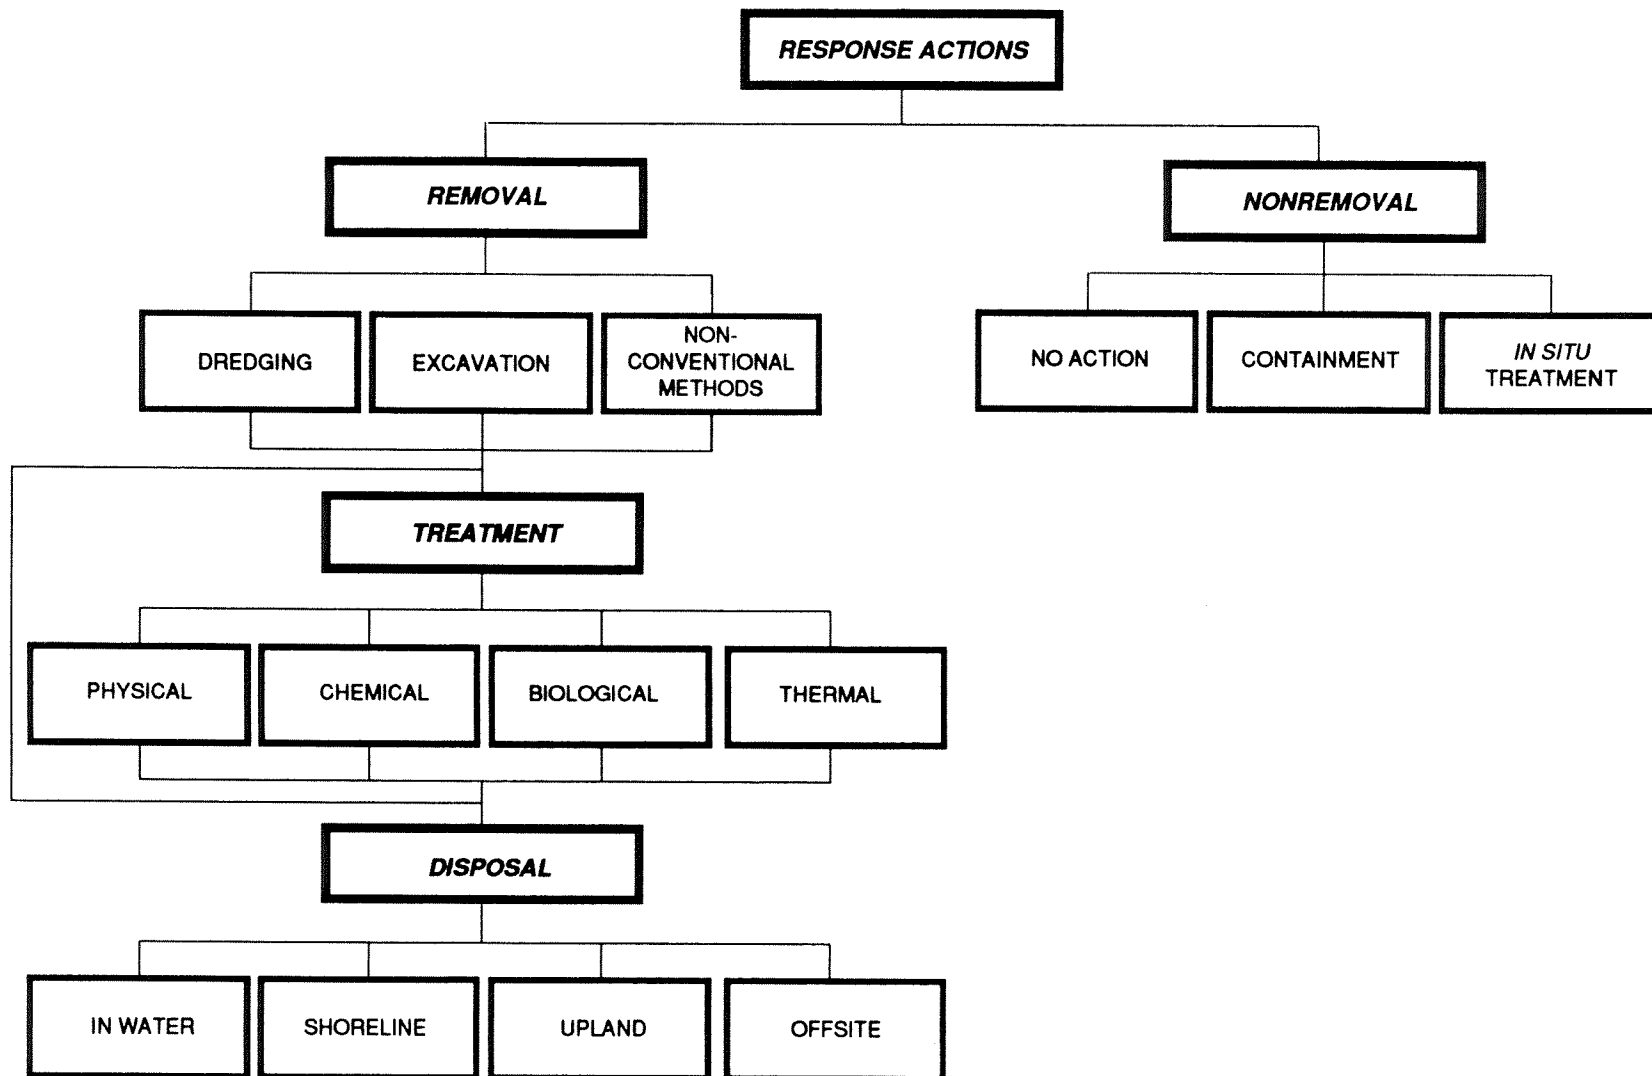 RESPONSE ACTIONS
REMOVAL
NONREMOVAL
DREDGING
EXCAVATION
NON-
CONVENTIONAL
METHODS
NO ACTION
CONTAINMENT
IN SITU
TREATMENT
TREATMENT
PHYSICAL
CHEMICAL
BIOLOGICAL
THERMAL
DISPOSAL
IN WATER
SHORELINE
UPLAND
OFFSITE